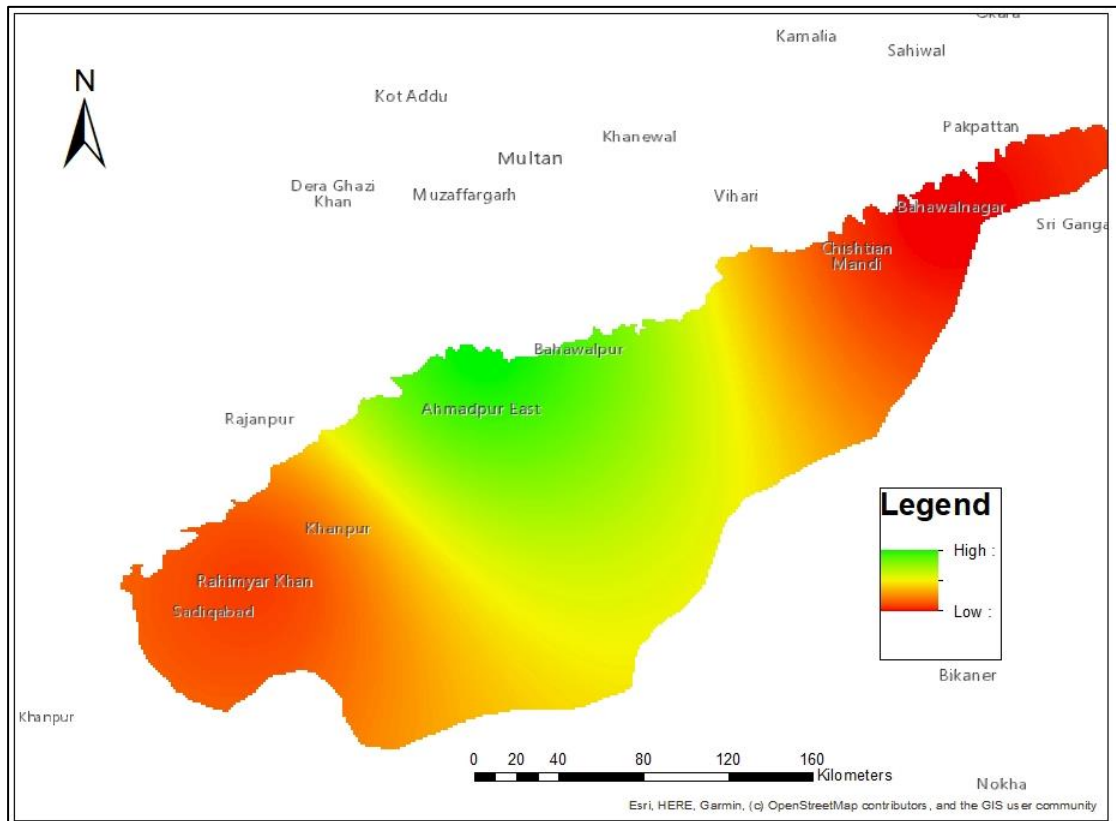 Kamalia
Sahiwal
N
Kot Addu
Khanewal
Pakpattan
Multan
Dera Ghazi
Khan
Muzaffargarh
Vihari
Bahawalnagar
Sri Ganga
Chishtian
Mandi
Bahawalpur
Ahmadpur East
Rajanpur
Legend
High :
Low :
Khanpur
Rahimyar Khan
Sadiqabad
Bikaner
Khanpur
0 20 40 80 120 160
Kilometers
Nokha
Esri, HERE, Garmin, (c) OpenStreetMap contributors, and the GIS user community